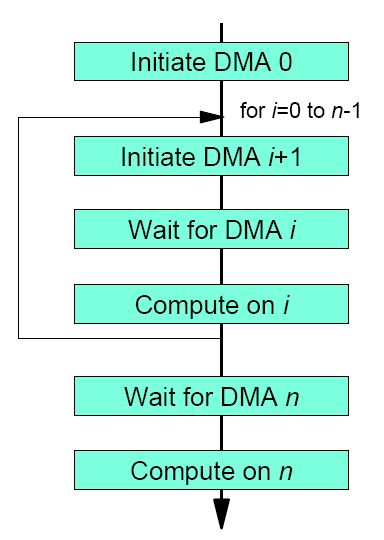 Initiate DMA 0
for i=0 to n-1
Initiate DMA i+1
Wait for DMA i
Compute on i
Wait for DMA n
Compute on n